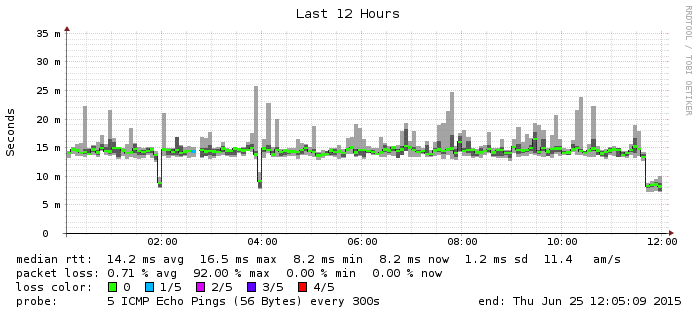 Last 12 Hours
RRDTOOL / TOBI OETIKER
Seconds
35 m
30 m
25 m
20 m
15 m
10 m
5 m
0
02:00 04:00 06:00 08:00 10:00 12:00
median rtt: 14.2 ms avg 16.5 ms max 8.2 ms min 8.2 ms now 1.2 ms sd 11.4 am/s
packet loss: 0.71 % avg 92.00 % max 0.00 % min 0.00 % now
loss color: 0 1/5 2/5 3/5 4/5
probe: 5 ICMP Echo Pings (56 Bytes) every 300s end: Thu Jun 25 12:05:09 2015